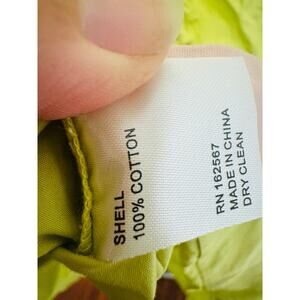 SHELL
100% COTTON
RN 162567
MADE IN CHINA
DRY CLEAN